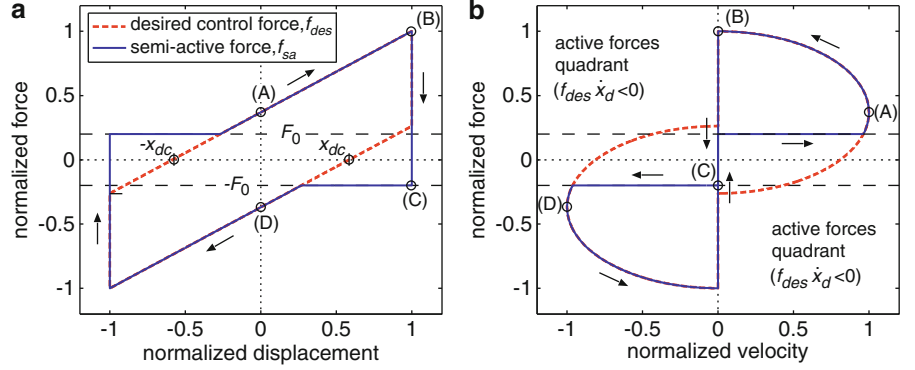 a
desired control force, f_des
semi-active force, f_sa
(B)
(A)
F_0
-x_dc
x_dc
-F_0
(C)
(D)
1
0.5
0
-0.5
-1
normalized force
-1
-0.5
0
0.5
1
normalized displacement
b
(B)
active forces
quadrant
(f_des ẋ_d <0)
(A)
(C)
(D)
active forces
quadrant
(f_des ẋ_d <0)
1
0.5
0
-0.5
-1
normalized force
-1
-0.5
0
0.5
1
normalized velocity